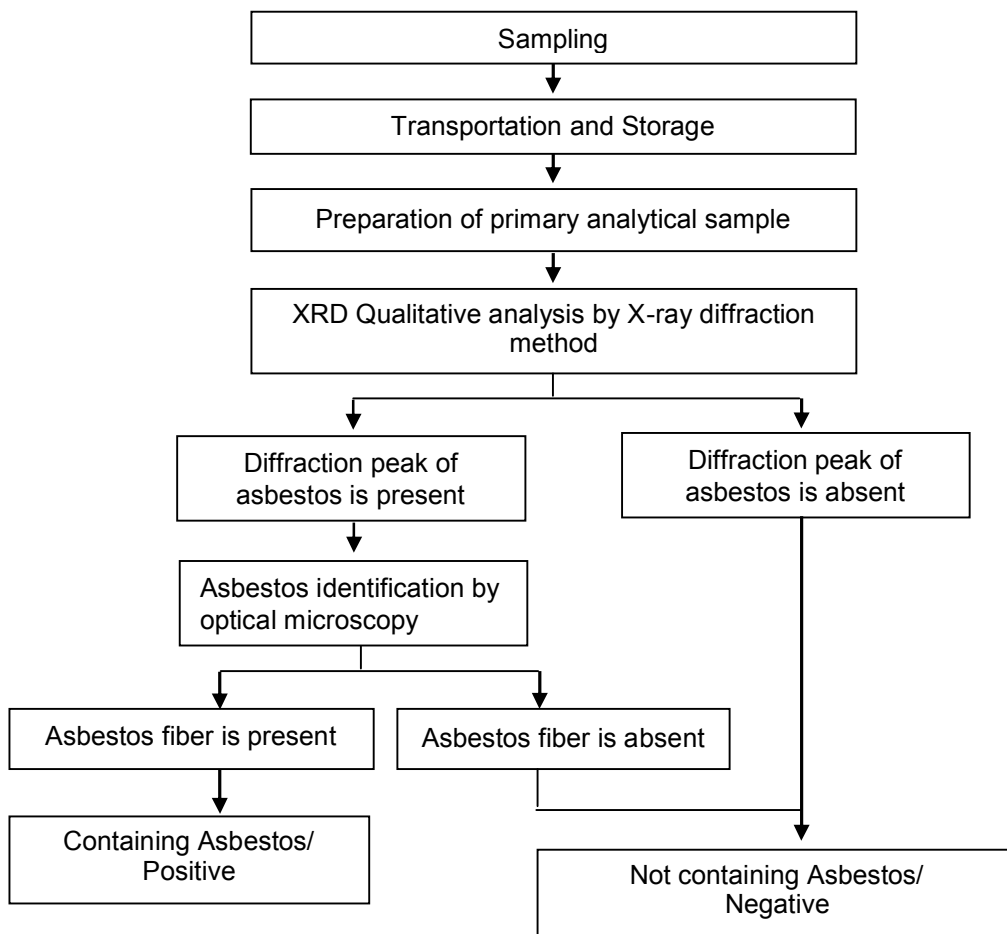 Sampling
Transportation and Storage
Preparation of primary analytical sample
XRD Qualitative analysis by X-ray diffraction
method
Diffraction peak of
asbestos is present
Diffraction peak of
asbestos is absent
Asbestos identification by
optical microscopy
Asbestos fiber is present
Asbestos fiber is absent
Containing Asbestos/
Positive
Not containing Asbestos/
Negative